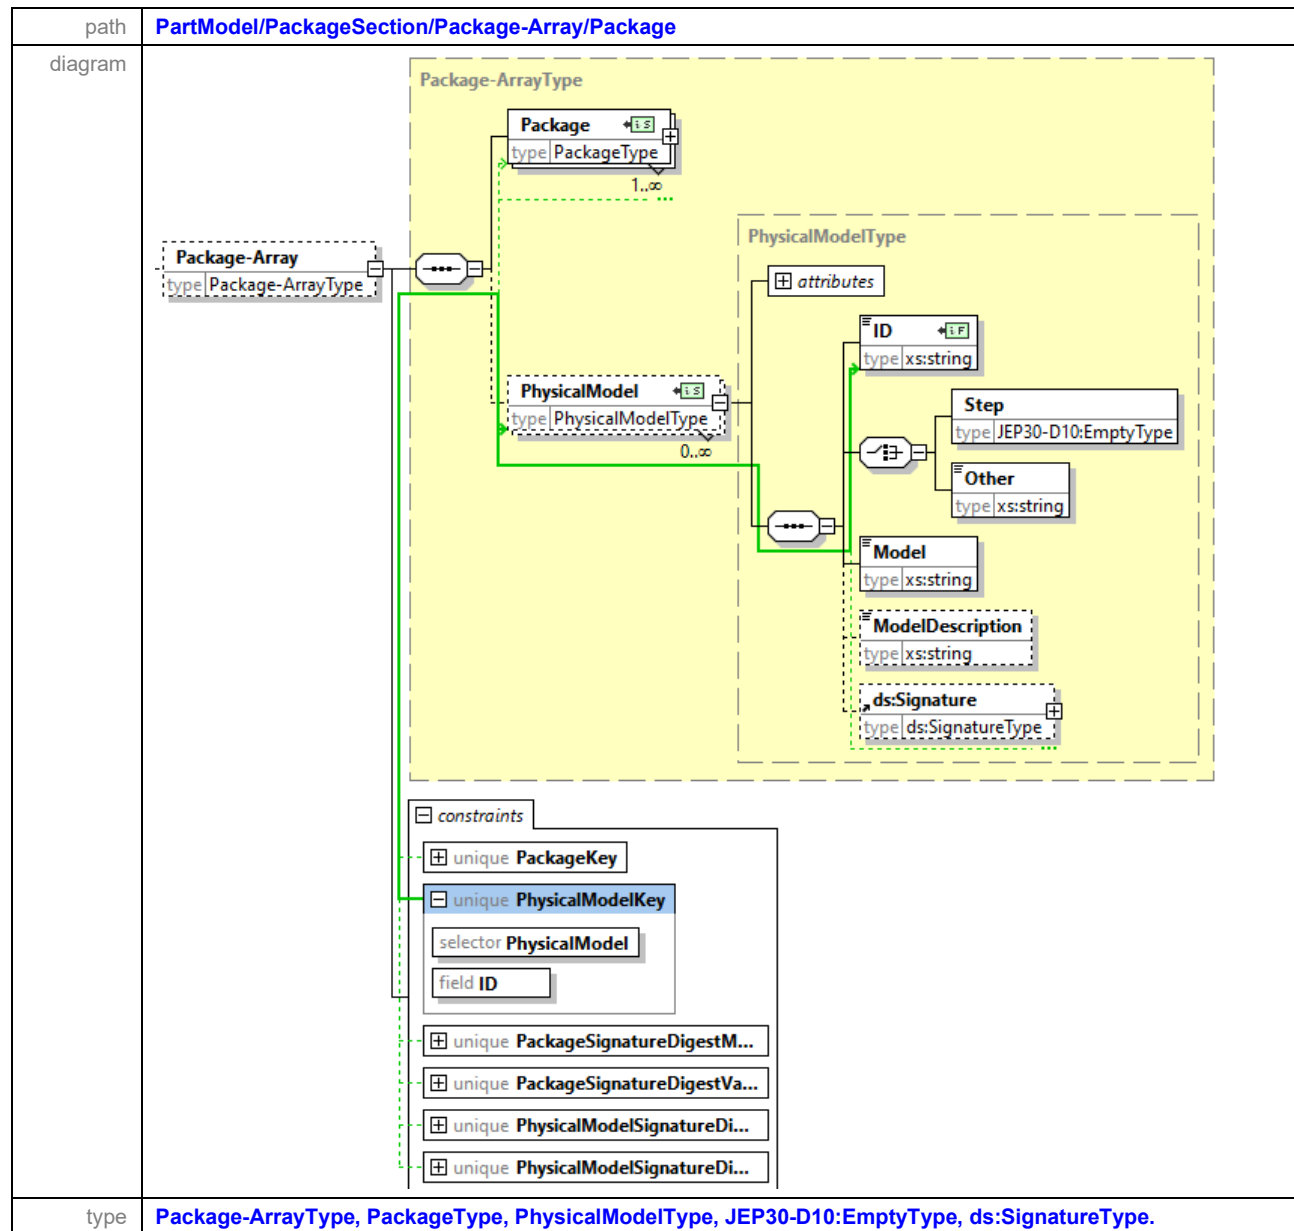 path
PartModel/PackageSection/Package-Array/Package
diagram
Package-ArrayType
Package
type PackageType
1..∞
Package-Array
type Package-ArrayType
PhysicalModel
type PhysicalModelType
0..∞
PhysicalModelType
attributes
ID
type xs:string
Step
type JEP30-D10:EmptyType
Other
type xs:string
Model
type xs:string
ModelDescription
type xs:string
ds:Signature
type ds:SignatureType
constraints
unique PackageKey
unique PhysicalModelKey
selector PhysicalModel
field ID
unique PackageSignatureDigestM...
unique PackageSignatureDigestVa...
unique PhysicalModelSignatureDi...
unique PhysicalModelSignatureDi...
type
Package-ArrayType, PackageType, PhysicalModelType, JEP30-D10:EmptyType, ds:SignatureType.